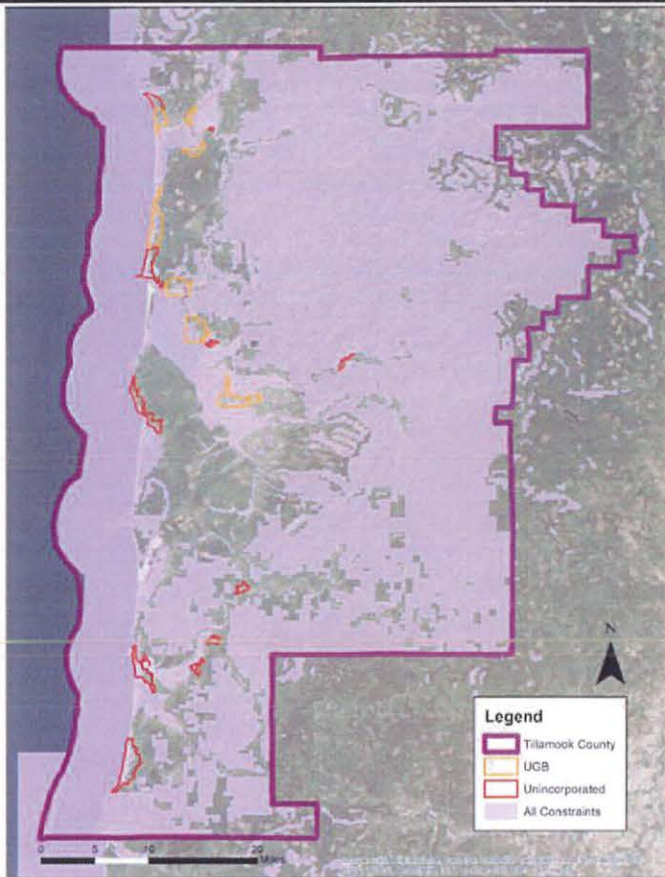 N
Legend
Tillamook County
UGB
Unincorporated
All Constraints
0 5 10 20
Miles